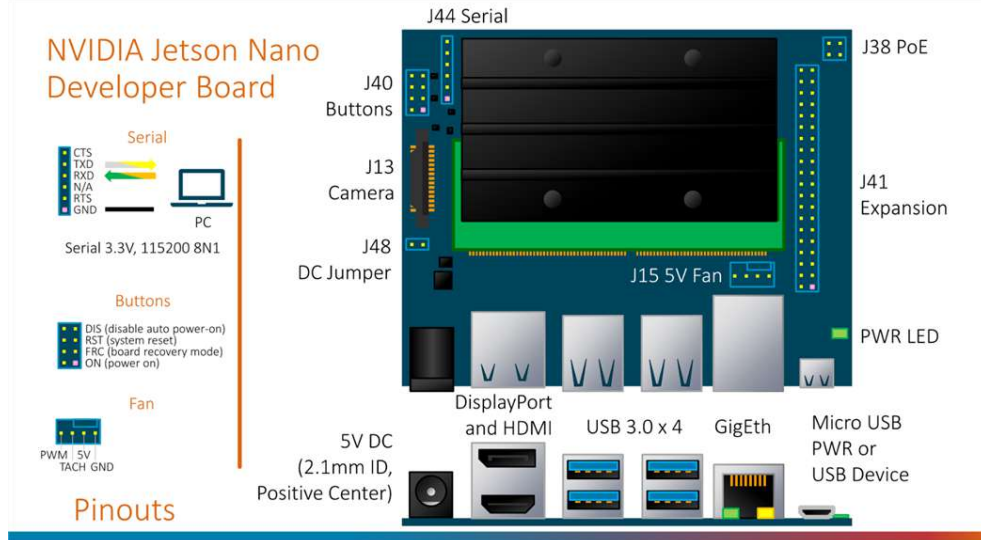 NVIDIA Jetson Nano
Developer Board
Serial
CTS
TXD
RXD
N/A
RTS
GND
PC
Serial 3.3V, 115200 8N1
Buttons
DIS (disable auto power-on)
RST (system reset)
FRC (board recovery mode)
ON (power on)
Fan
PWM 5V
TACH GND
Pinouts
J44 Serial
J40
Buttons
J13
Camera
J48
DC Jumper
J38 PoE
J41
Expansion
J15 5V Fan
PWR LED
5V DC
(2.1mm ID,
Positive Center)
DisplayPort
and HDMI
USB 3.0 x 4
GigEth
Micro USB
PWR or
USB Device